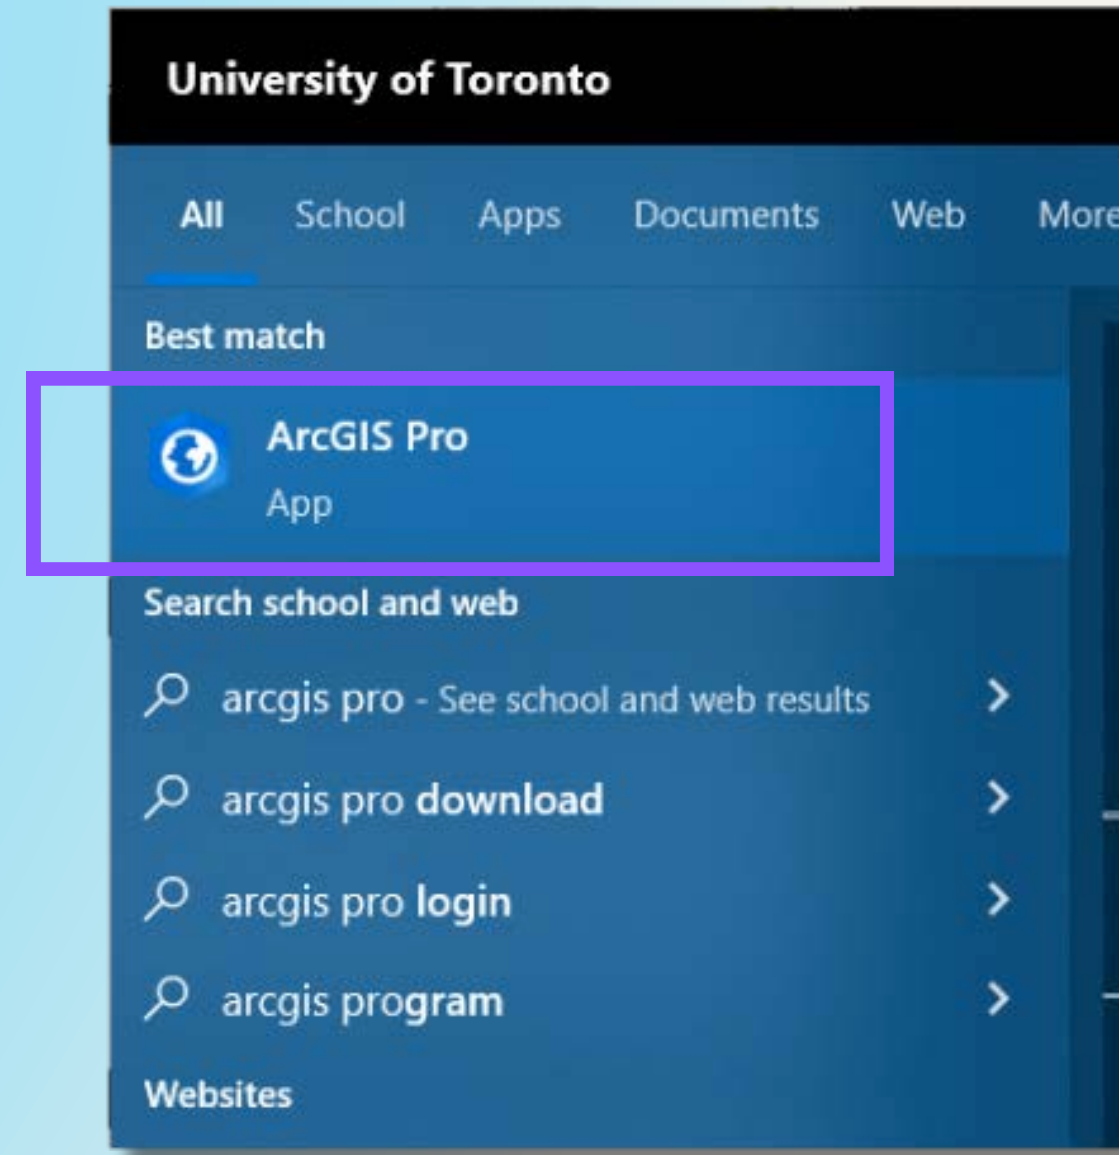 University of Toronto
All School Apps Documents Web More
Best match
ArcGIS Pro
App
Search school and web
arcgis pro - See school and web results
arcgis pro download
arcgis pro login
arcgis program
Websites